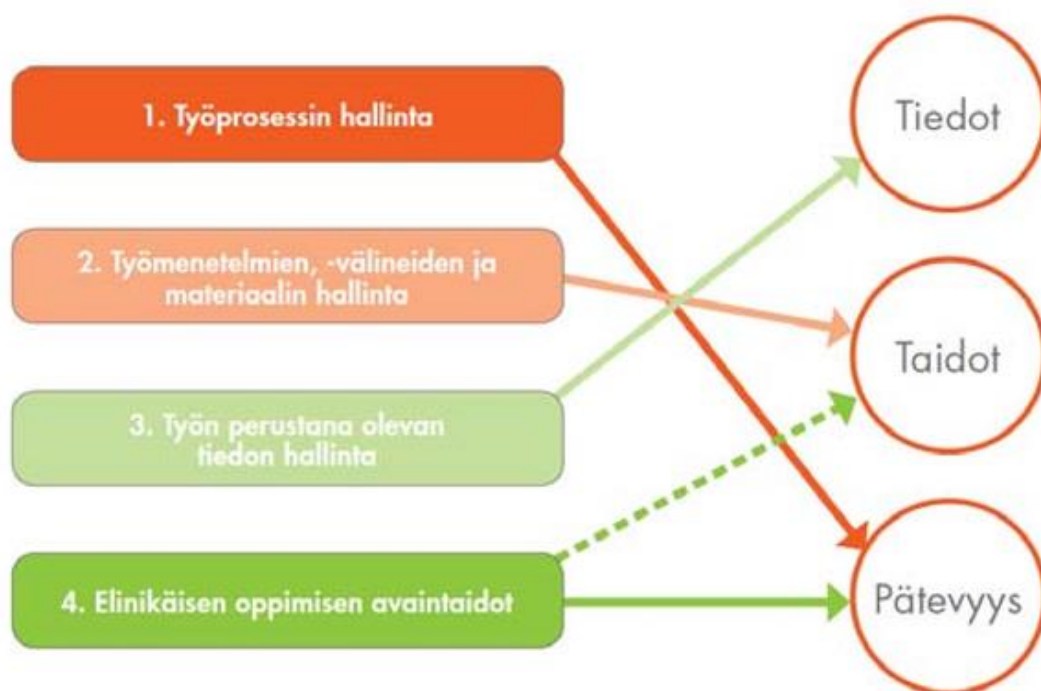 1. Työprosessin hallinta
2. Työmenetelmien, -välineiden ja
materiaalin hallinta
3. Työn perustana olevan
tiedon hallinta
4. Elinikäisen oppimisen avaintaidot
Tiedot
Taidot
Pätevyys